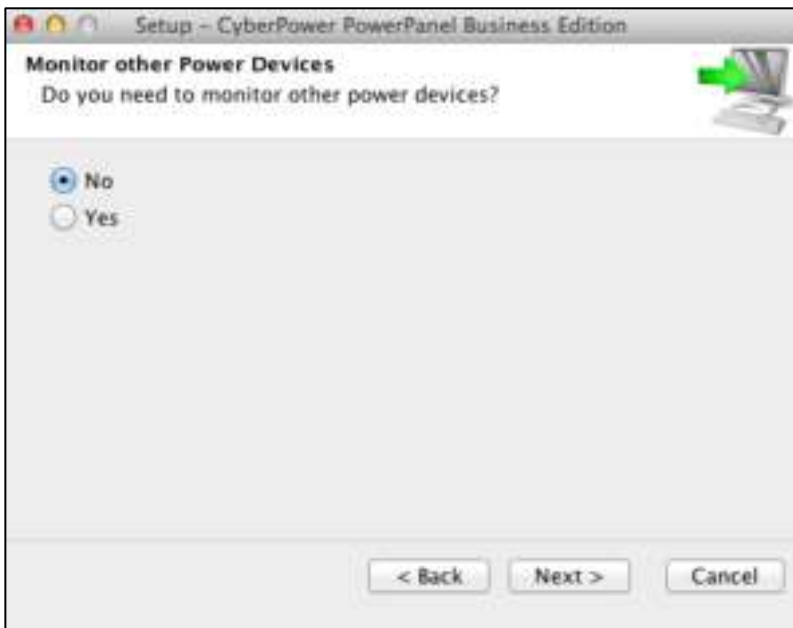 Setup - CyberPower PowerPanel Business Edition
Monitor other Power Devices
Do you need to monitor other power devices?
No
Yes
< Back Next > Cancel